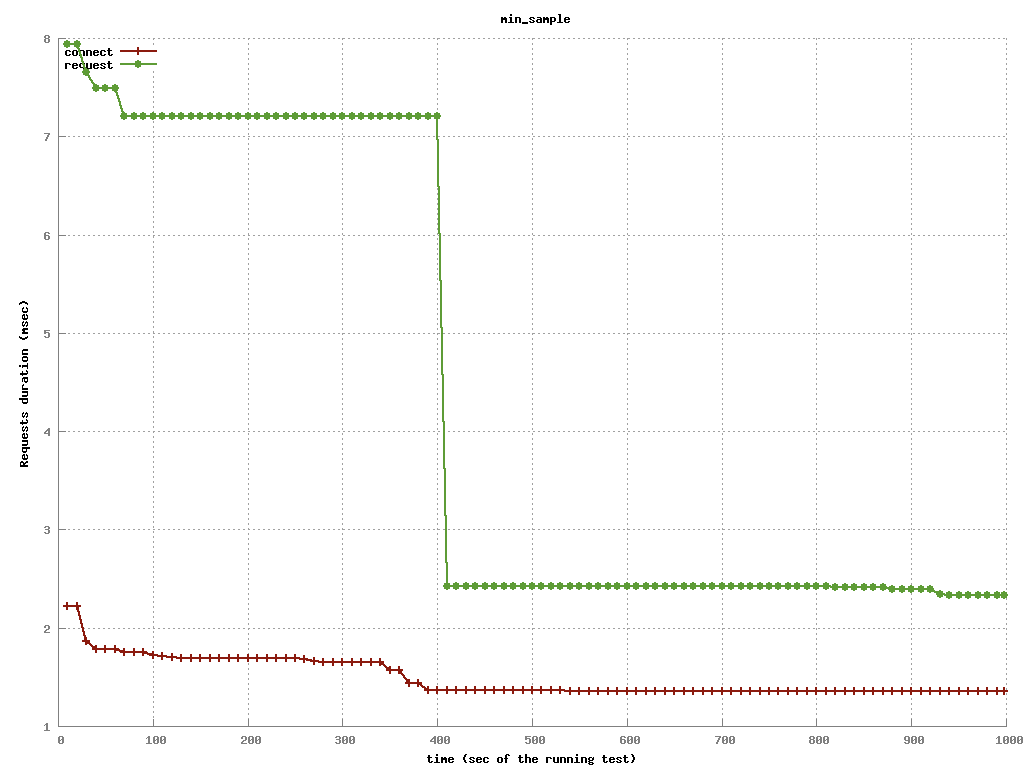 min_sample
connect
request
8
7
6
5
4
3
2
1
Requests duration (msec)
0 100 200 300 400 500 600 700 800 900 1000
time (sec of the running test)